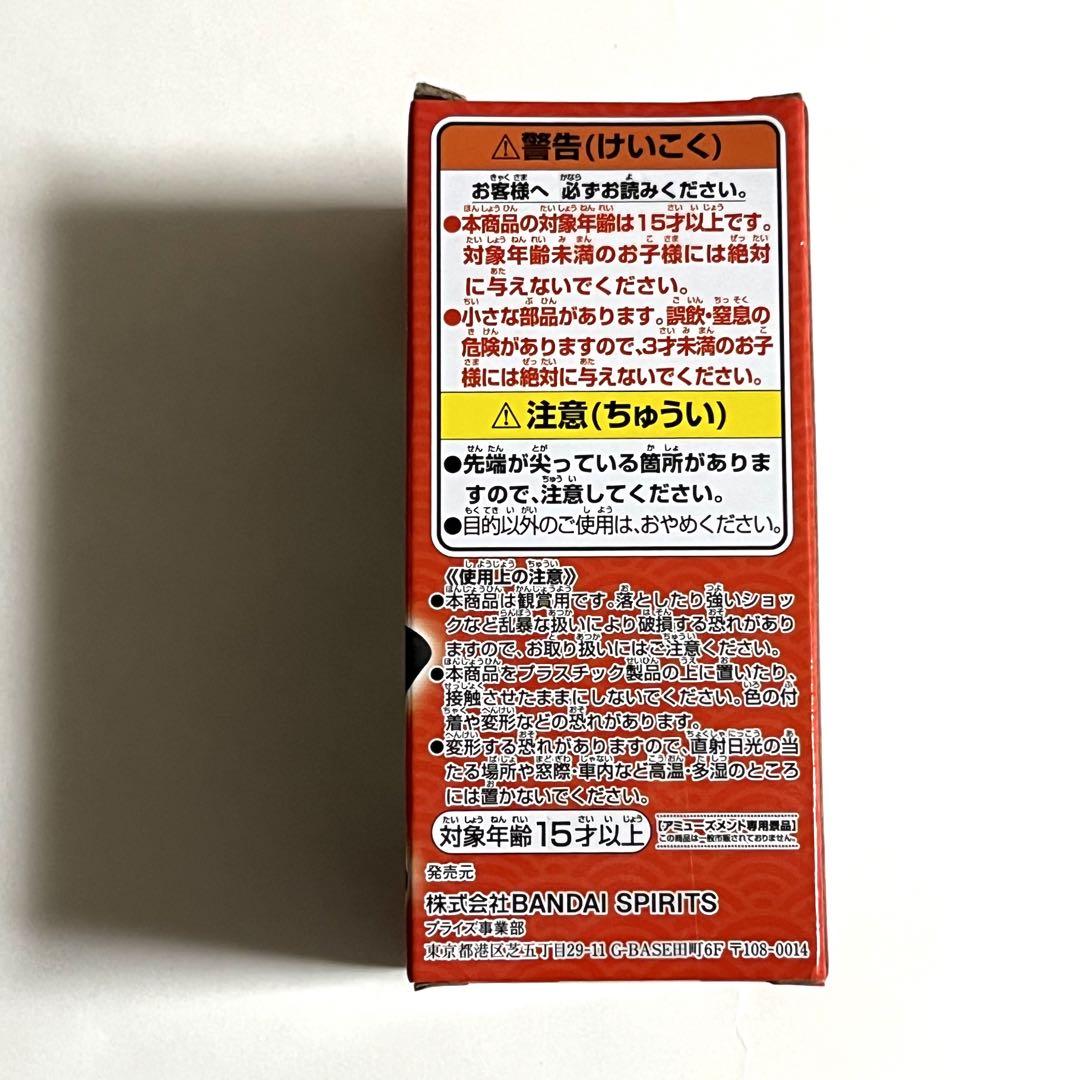 ⚠警告(けいこく)
お客様へ 必ずお読みください。
●本商品の対象年齢は15才以上です。
対象年齢未満のお子様には絶対
に与えないでください。
●小さな部品があります。誤飲・窒息の
危険がありますので、3才未満のお子
様には絶対に与えないでください。
⚠注意(ちゅうい)
●先端が尖っている箇所がありま
すので、注意してください。
●目的以外のご使用は、おやめください。
《使用上の注意》
●本商品は観賞用です。落としたり強いショッ
クなど乱暴な扱いにより破損する恐れがあり
ますので、お取り扱いにはご注意ください。
●本商品をプラスチック製品の上に置いたり、
接触させたままにしないでください。色の付
着や変形などの恐れがあります。
●変形する恐れがありますので、直射日光の当
たる場所や窓際・車内など高温・多湿のところ
には置かないでください。
対象年齢15才以上
【アミューズメント専用景品】
この商品は一般市販されておりません。
発売元
株式会社BANDAI SPIRITS
プライズ事業部
東京都港区芝五丁目29-11 G-BASE田町6F 〒108-0014